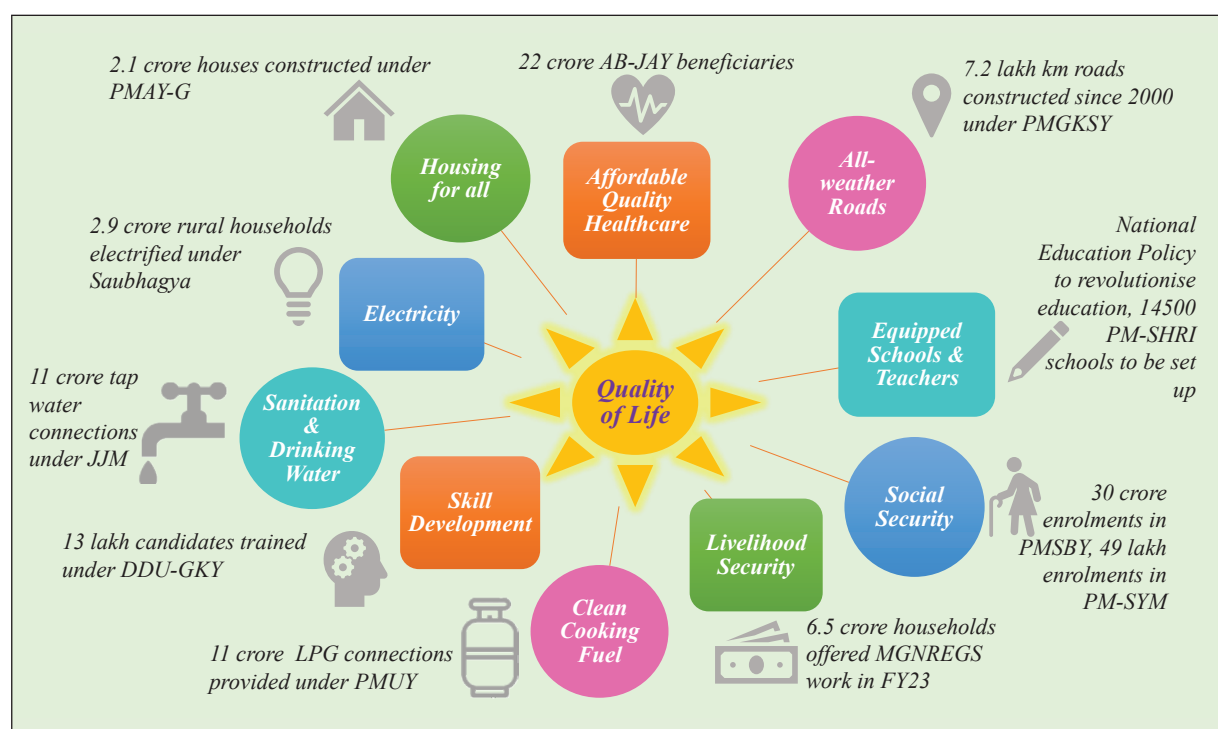 2.1 crore houses constructed under
PMAY-G
22 crore AB-JAY beneficiaries
7.2 lakh km roads
constructed since 2000
under PMGKSY
Housing
for all
Affordable
Quality
Healthcare
All-
weather
Roads
2.9 crore rural households
electrified under
Saubhagya
Electricity
National
Education Policy
to revolutionise
education, 14500
PM-SHRI
schools to be set
up
Equipped
Schools &
Teachers
Quality
of Life
11 crore tap
water
connections
under JJM
Sanitation
&
Drinking
Water
Skill
Development
Social
Security
30 crore
enrolments in
PMSBY, 49 lakh
enrolments in
PM-SYM
13 lakh candidates trained
under DDU-GKY
Livelihood
Security
Clean
Cooking
Fuel
11 crore LPG connections
provided under PMUY
6.5 crore households
offered MGNREGS
work in FY23